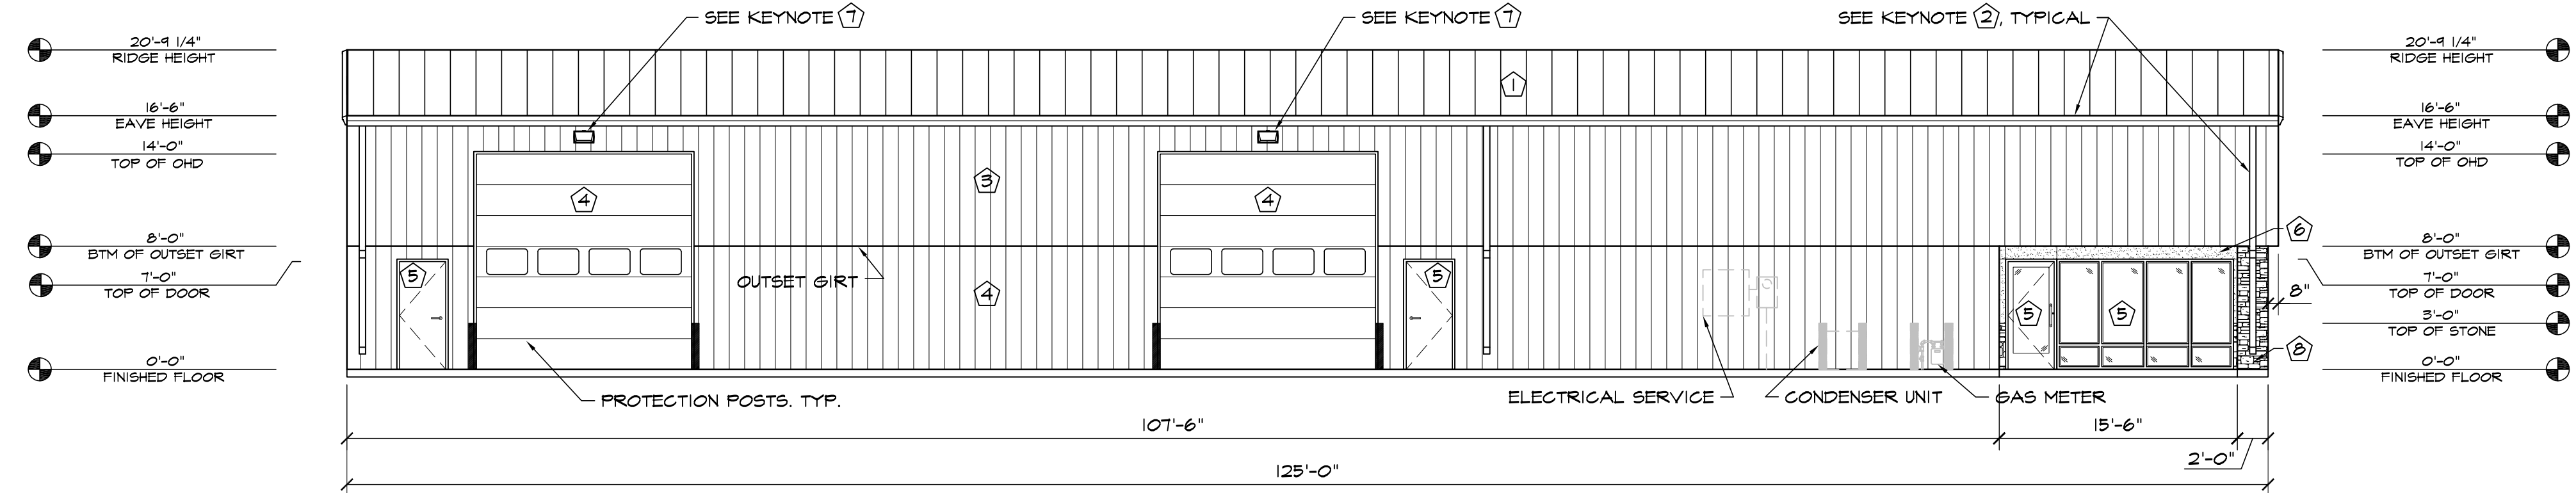 SEE KEYNOTE 7
SEE KEYNOTE 7
SEE KEYNOTE 2, TYPICAL
20'-9 1/4"
RIDGE HEIGHT
16'-6"
EAVE HEIGHT
14'-0"
TOP OF OHD
8'-0"
BTM OF OUTSET GIRT
7'-0"
TOP OF DOOR
0'-0"
FINISHED FLOOR
1
3
4
4
4
5
5
5
5
OUTSET GIRT
PROTECTION POSTS. TYP.
ELECTRICAL SERVICE
CONDENSER UNIT
GAS METER
6
8"
8
20'-9 1/4"
RIDGE HEIGHT
16'-6"
EAVE HEIGHT
14'-0"
TOP OF OHD
8'-0"
BTM OF OUTSET GIRT
7'-0"
TOP OF DOOR
3'-0"
TOP OF STONE
0'-0"
FINISHED FLOOR
107'-6"
15'-6"
2'-0"
125'-0"